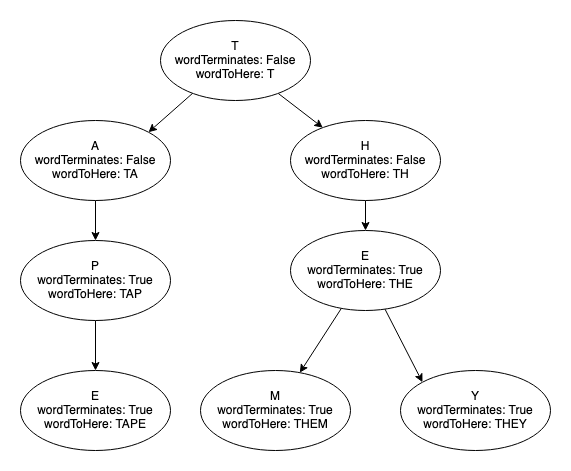 T
wordTerminates: False
wordToHere: T
A
wordTerminates: False
wordToHere: TA
H
wordTerminates: False
wordToHere: TH
P
wordTerminates: True
wordToHere: TAP
E
wordTerminates: True
wordToHere: THE
E
wordTerminates: True
wordToHere: TAPE
M
wordTerminates: True
wordToHere: THEM
Y
wordTerminates: True
wordToHere: THEY